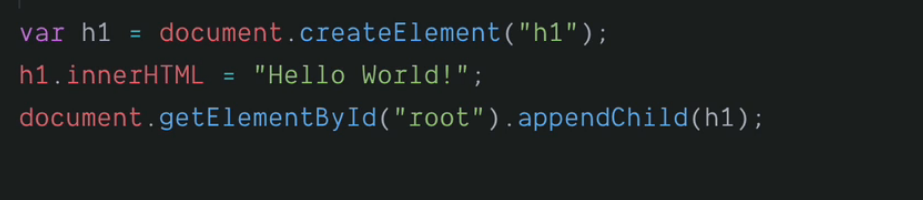 var h1 = document.createElement("h1");
h1.innerHTML = "Hello World!";
document.getElementById("root").appendChild(h1);